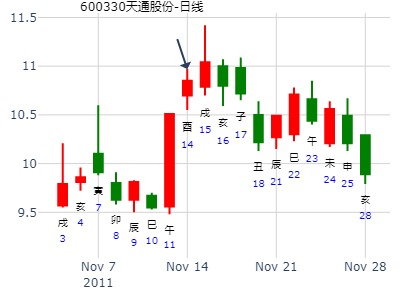 600330天通股份-日线
11.5
11
10.5
10
9.5
戌
3
亥
4
寅
7
卯
8
辰
9
巳
10
午
11
酉
14
戌
15
亥
16
子
17
丑
18
辰
21
巳
22
午
23
未
24
申
25
亥
28
Nov 7
2011
Nov 14
Nov 21
Nov 28